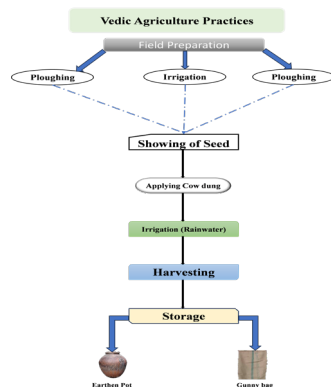 Vedic Agriculture Practices
Field Preparation
Ploughing
Irrigation
Ploughing
Showing of Seed
Applying Cow dung
Irrigation (Rainwater)
Harvesting
Storage
Earthen Pot
Gunny bag